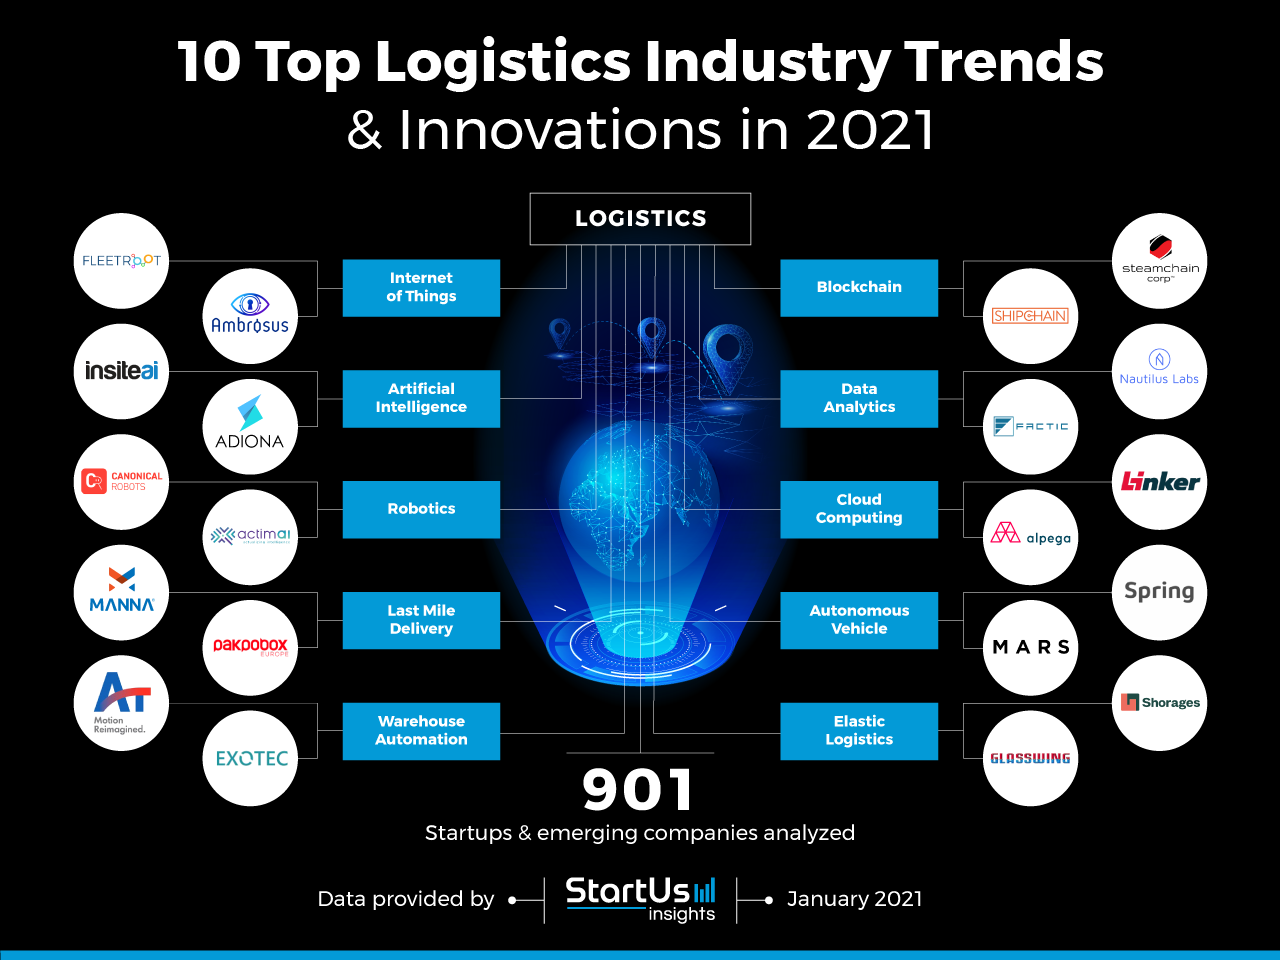 10 Top Logistics Industry Trends
& Innovations in 2021
LOGISTICS
FLEETROOT
Ambrosus
Internet
of Things
insiteai
ADIONA
Artificial
Intelligence
CANONICAL
ROBOTS
actimai
Robotics
MANNA
pakpobox
EUROPE
Last Mile
Delivery
AT
Motion
Reimagined.
EXOTEC
Warehouse
Automation
Blockchain
steamchain
corp™
SHIPCHAIN
Data
Analytics
Nautilus Labs
FACTIC
Cloud
Computing
Linker
alpega
Autonomous
Vehicle
Spring
MARS
Elastic
Logistics
Shorages
GLASSWING
901
Startups & emerging companies analyzed
Data provided by
StartUs
insights
January 2021